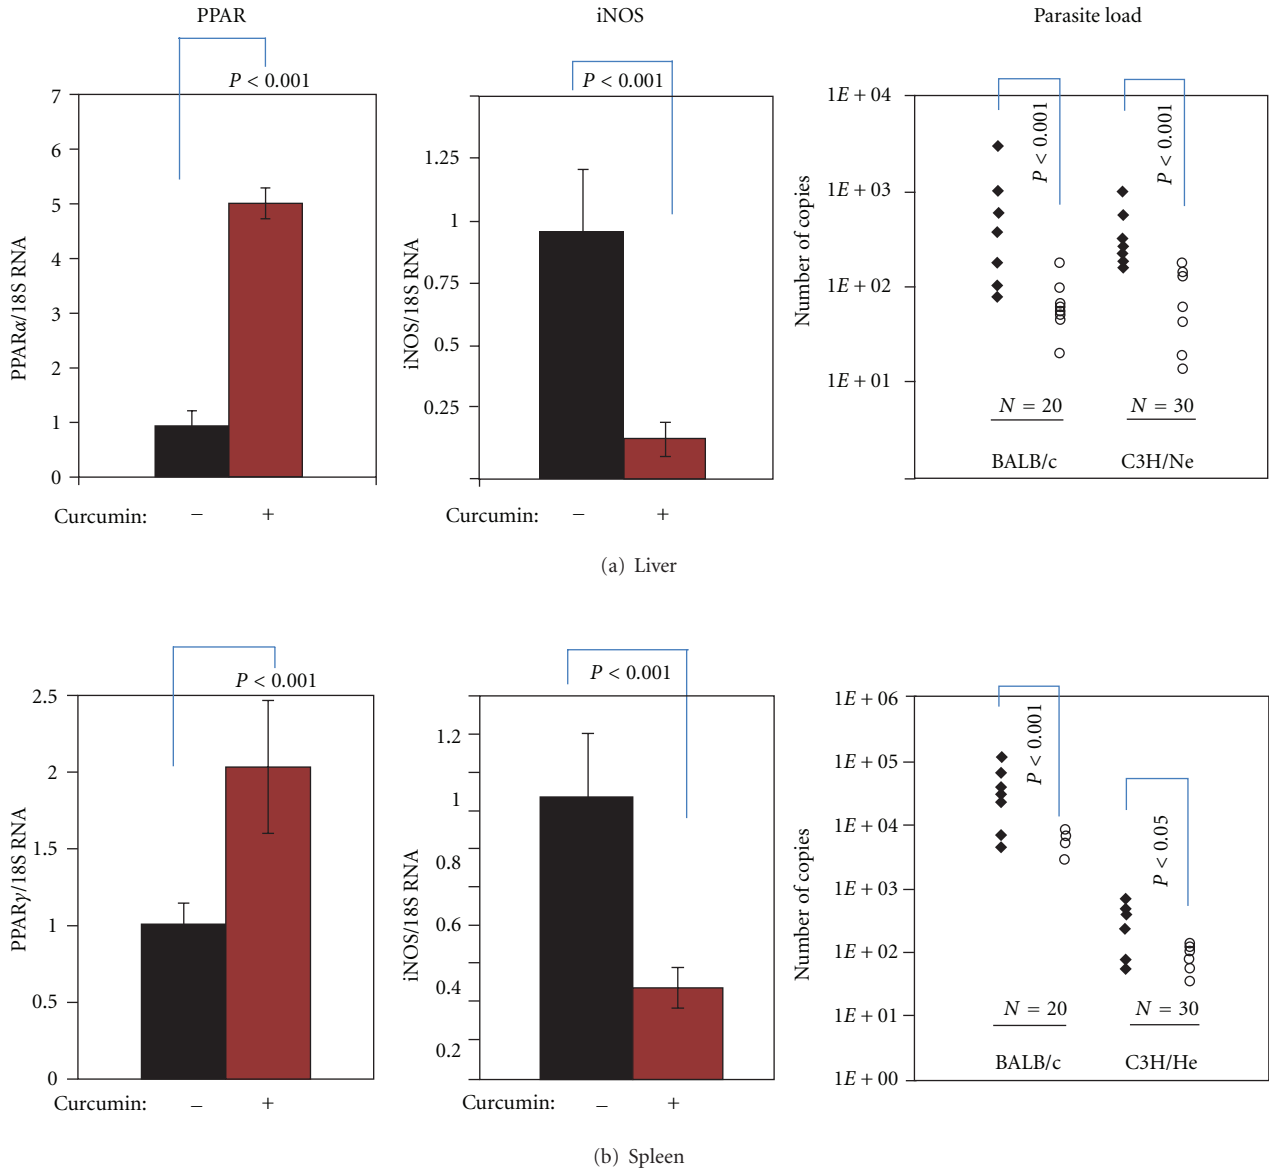 PPAR
iNOS
Parasite load
P < 0.001
7
6
5
4
3
2
1
0
PPARα/18S RNA
Curcumin: − +
P < 0.001
1.25
1
0.75
0.5
0.25
iNOS/18S RNA
Curcumin: − +
1E + 04
1E + 03
1E + 02
1E + 01
Number of copies
P < 0.001
P < 0.001
N = 20
N = 30
BALB/c
C3H/Ne
(a) Liver
P < 0.001
2.5
2
1.5
1
0.5
0
PPARγ/18S RNA
Curcumin: − +
P < 0.001
1.2
1
0.8
0.6
0.4
0.2
iNOS/18S RNA
Curcumin: − +
1E + 06
1E + 05
1E + 04
1E + 03
1E + 02
1E + 01
1E + 00
Number of copies
P < 0.001
P < 0.05
N = 20
N = 30
BALB/c
C3H/He
(b) Spleen